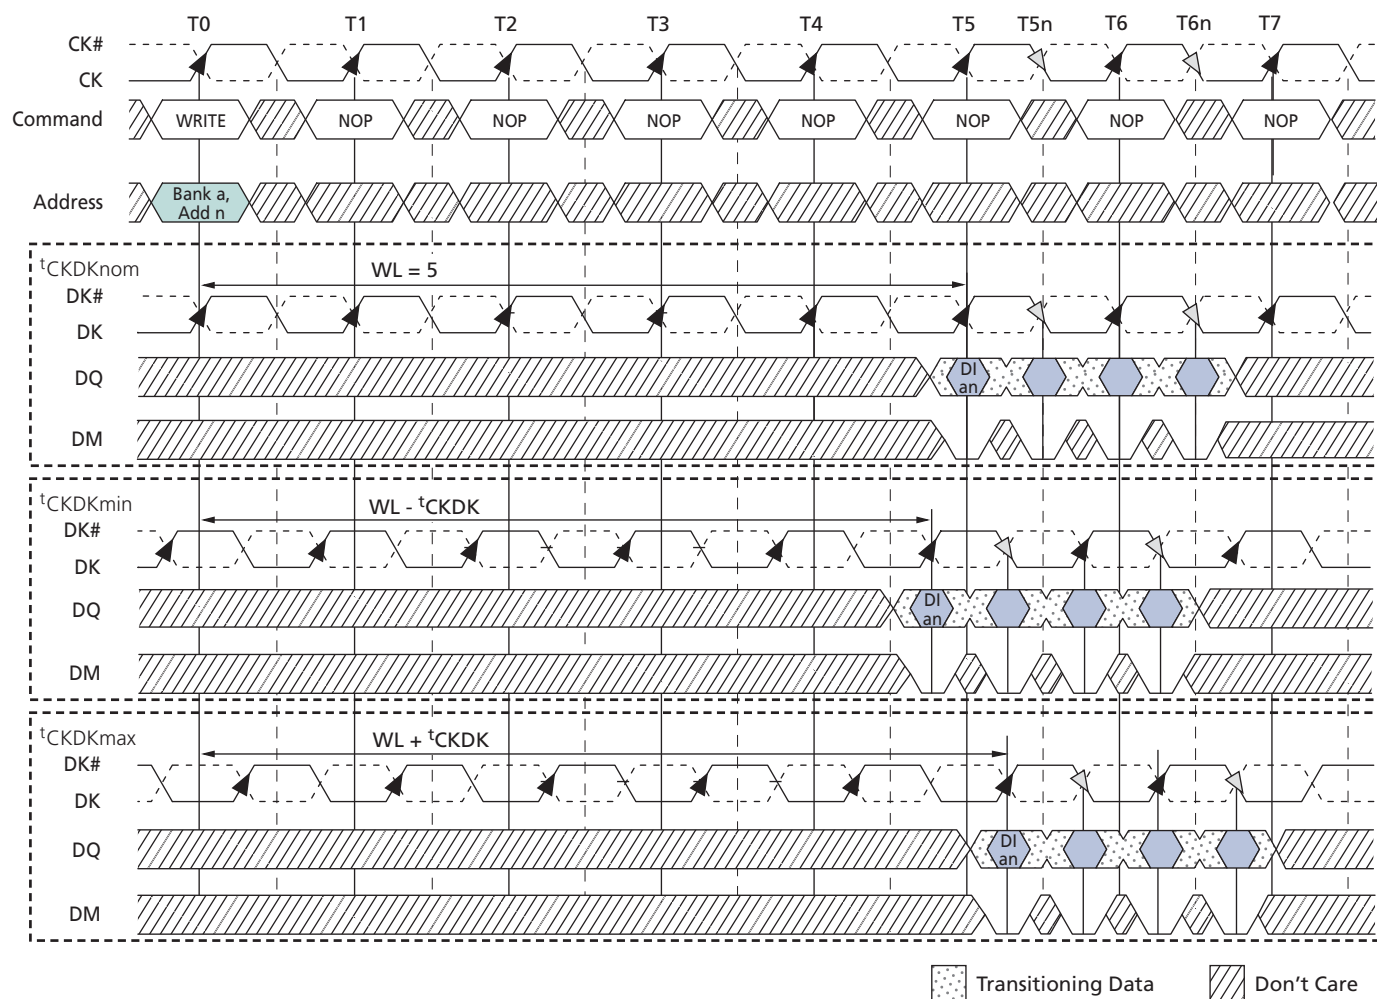 T0 T1 T2 T3 T4 T5 T5n T6 T6n T7
CK#
CK
Command WRITE NOP NOP NOP NOP NOP NOP NOP
Address Bank a,
Add n
tCKDKnom
WL = 5
DK#
DK
DQ DI
an
DM
tCKDKmin
WL - tCKDK
DK#
DK
DQ DI
an
DM
tCKDKmax
WL + tCKDK
DK#
DK
DQ DI
an
DM
Transitioning Data Don't Care